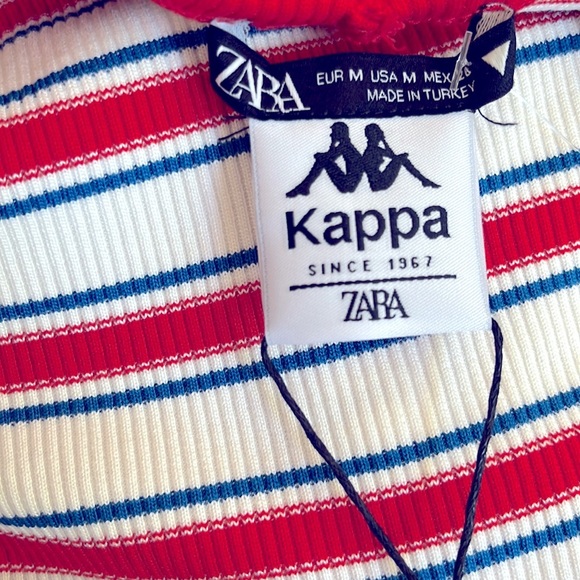 ZARA
EUR M USA M MEX 28
MADE IN TURKEY
Kappa
SINCE 1967
ZARA